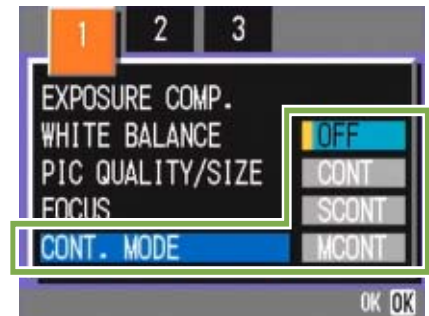 1 2 3
EXPOSURE COMP.
WHITE BALANCE OFF
PIC QUALITY/SIZE CONT
FOCUS SCONT
CONT. MODE MCONT
OK OK